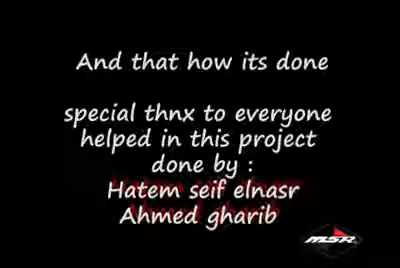 And that how its done
special thnx to everyone
helped in this project
done by :
Hatem seif elnasr
Ahmed gharib
MSR